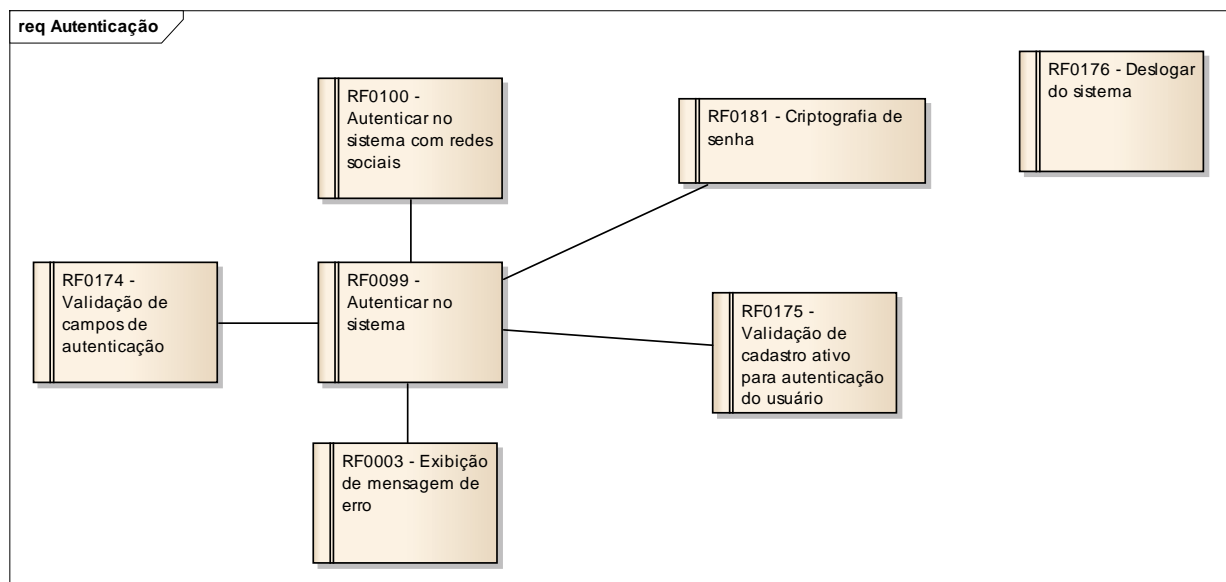 req Autenticação
RF0100 -
Autenticar no
sistema com redes
sociais
RF0181 - Criptografia de
senha
RF0176 - Deslogar
do sistema
RF0174 -
Validação de
campos de
autenticação
RF0099 -
Autenticar no
sistema
RF0175 -
Validação de
cadastro ativo
para autenticação
do usuário
RF0003 - Exibição
de mensagem de
erro